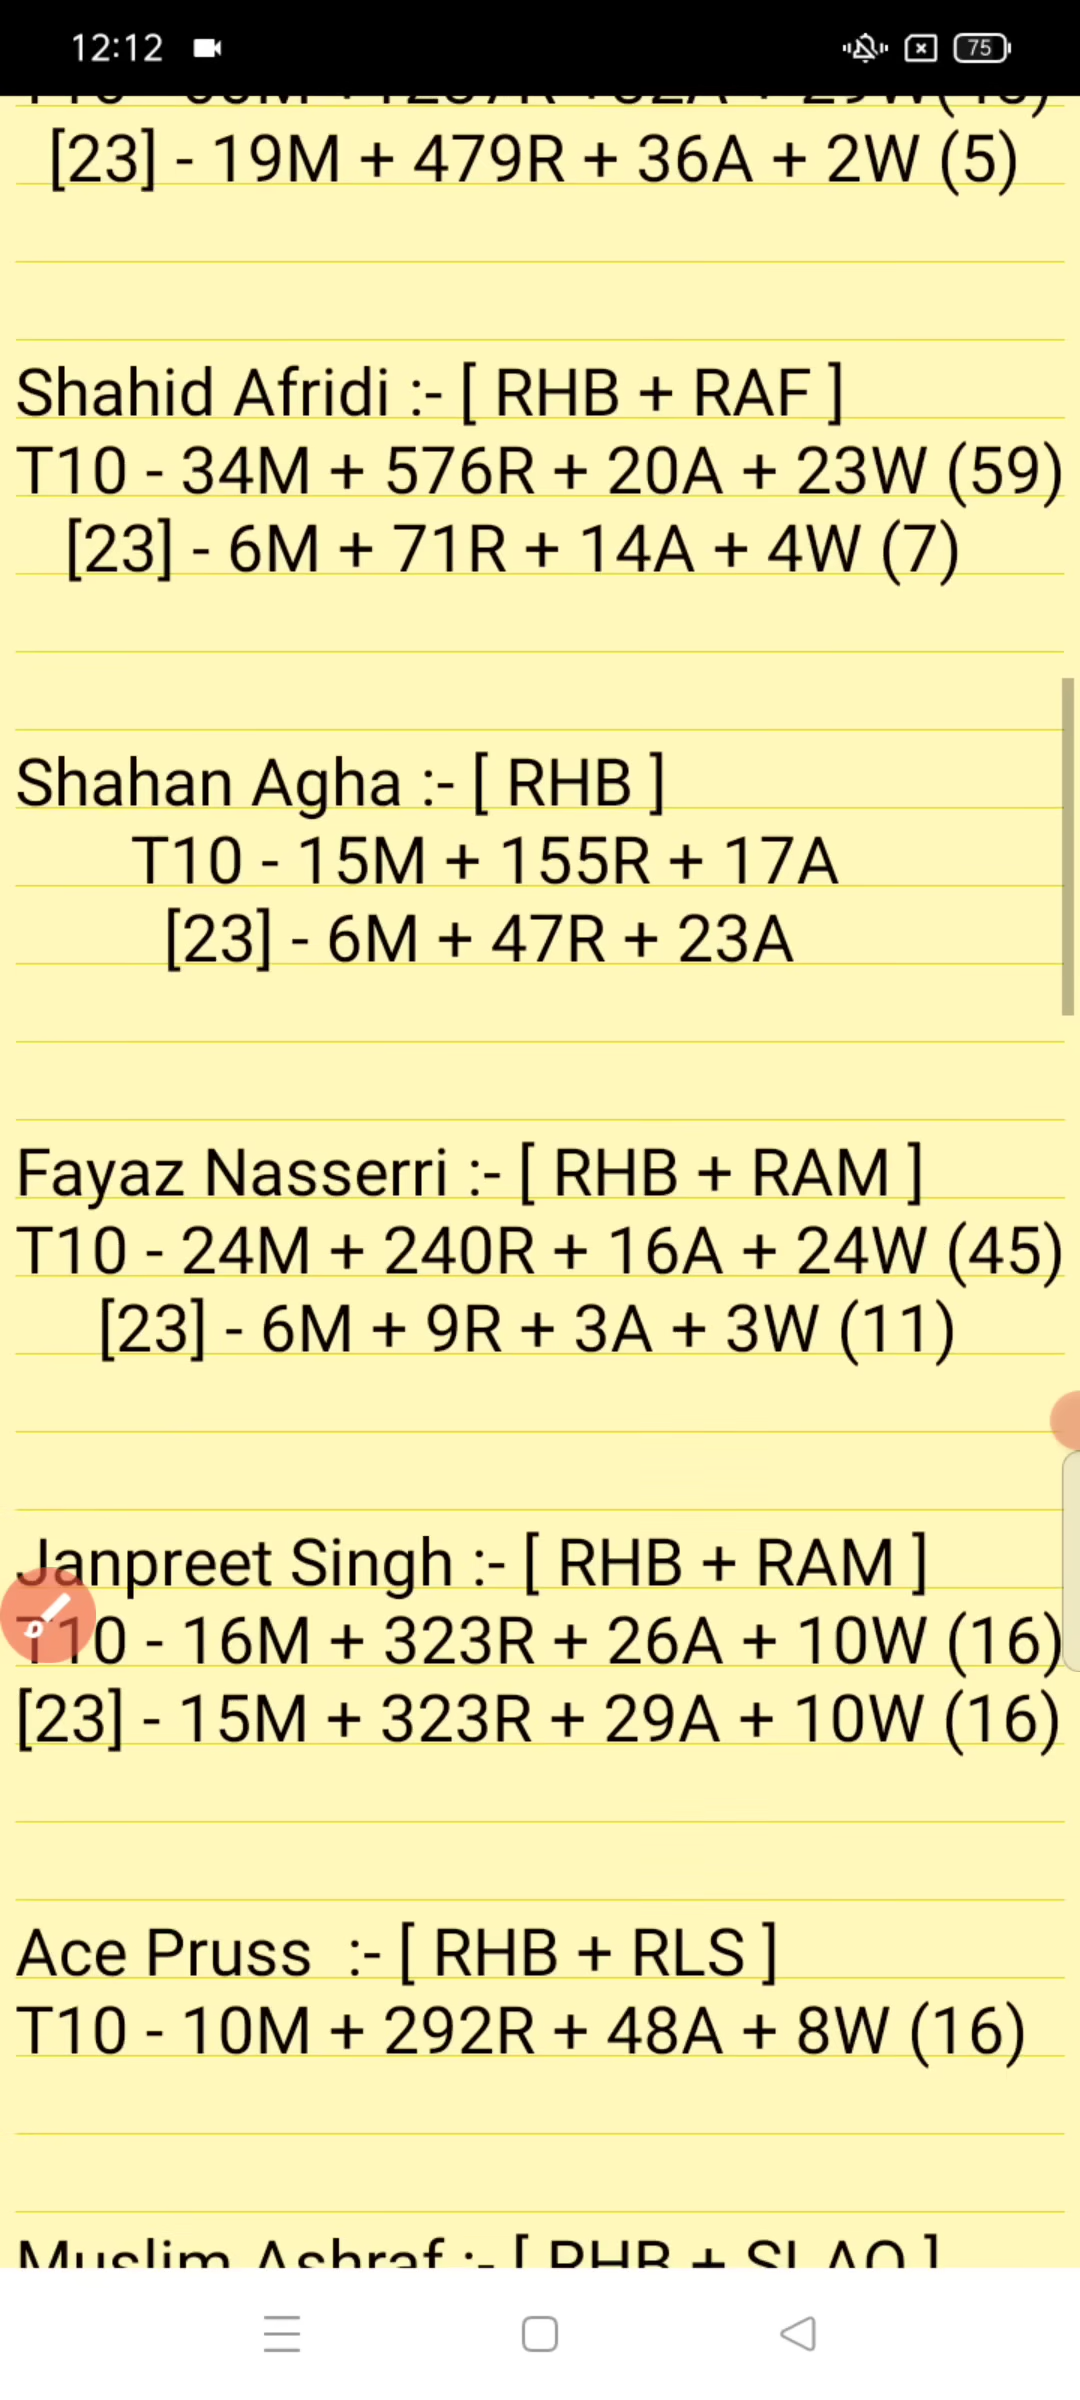 12:12
75
[23] - 19M + 479R + 36A + 2W (5)
Shahid Afridi :- [ RHB + RAF ]
T10 - 34M + 576R + 20A + 23W (59)
[23] - 6M + 71R + 14A + 4W (7)
Shahan Agha :- [ RHB ]
T10 - 15M + 155R + 17A
[23] - 6M + 47R + 23A
Fayaz Nasserri :- [ RHB + RAM ]
T10 - 24M + 240R + 16A + 24W (45)
[23] - 6M + 9R + 3A + 3W (11)
Janpreet Singh :- [ RHB + RAM ]
T10 - 16M + 323R + 26A + 10W (16)
[23] - 15M + 323R + 29A + 10W (16)
Ace Pruss :- [ RHB + RLS ]
T10 - 10M + 292R + 48A + 8W (16)
Muslim Ashraf :- [ RHB + SLAO ]